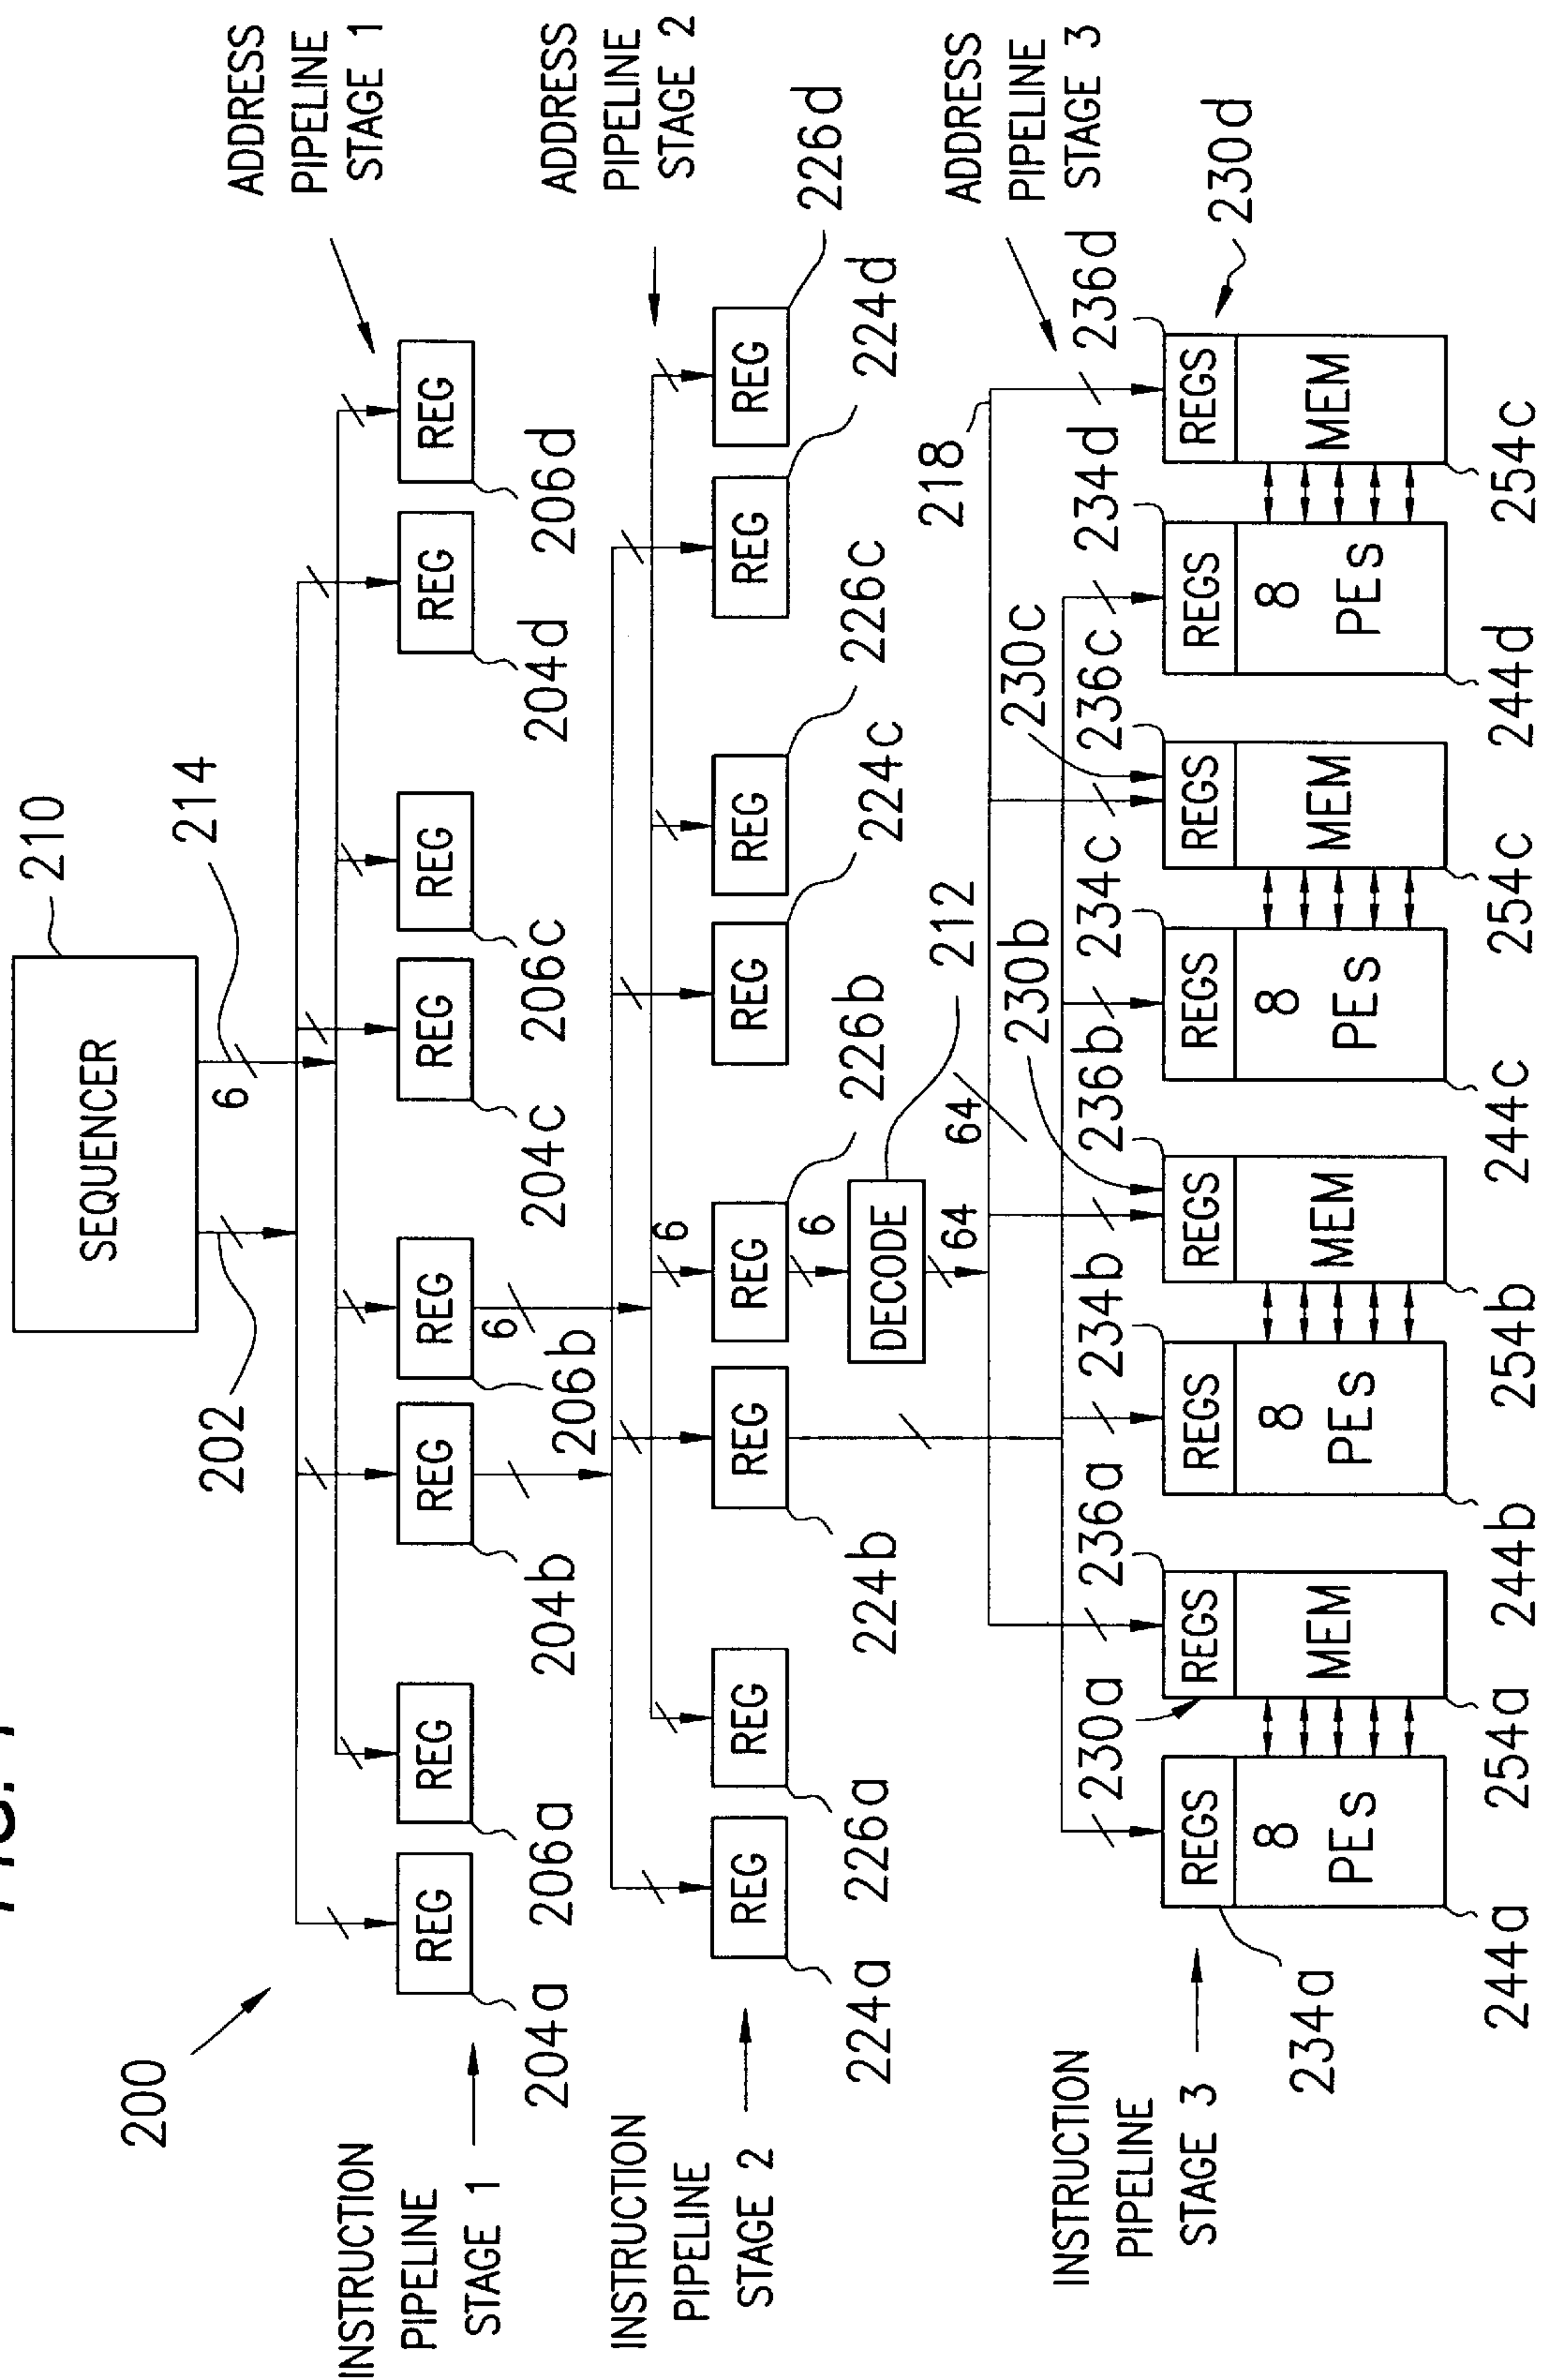 210
SEQUENCER
200
202
6
214
ADDRESS
PIPELINE
STAGE 1
INSTRUCTION
PIPELINE
STAGE 1
REG
REG
REG
REG
REG
REG
REG
REG
204a
206a
204b
206b
6
204c
206c
204d
206d
ADDRESS
PIPELINE
STAGE 2
INSTRUCTION
PIPELINE
STAGE 2
6
REG
REG
REG
REG
REG
REG
REG
REG
224a
226a
224b
6
226b
224c
226c
224d
226d
DECODE
212
64
64
218
ADDRESS
PIPELINE
STAGE 3
INSTRUCTION
PIPELINE
STAGE 3
230a
236a
234b
236b
230b
234c
236c
230c
234d
236d
230d
REGS
REGS
REGS
REGS
REGS
REGS
REGS
REGS
234a
8
PEs
MEM
8
PEs
MEM
8
PEs
MEM
8
PEs
MEM
244a
254a
244b
254b
244c
254c
244d
254c